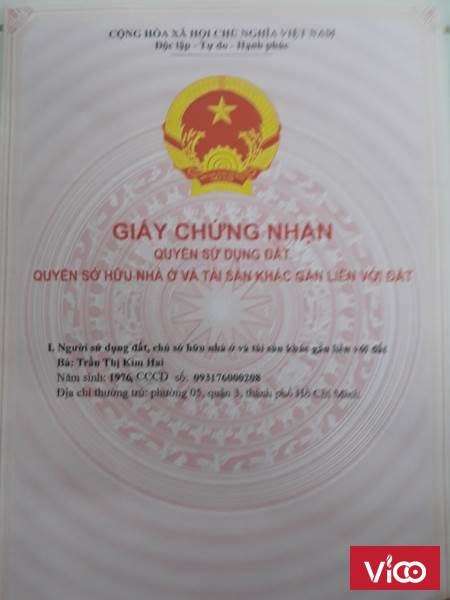 CỘNG HÒA XÃ HỘI CHỦ NGHĨA VIỆT NAM
Độc lập - Tự do - Hạnh phúc
GIẤY CHỨNG NHẬN
QUYỀN SỬ DỤNG ĐẤT
QUYỀN SỞ HỮU NHÀ Ở VÀ TÀI SẢN KHÁC GẮN LIỀN VỚI ĐẤT
I. Người sử dụng đất, chủ sở hữu nhà ở và tài sản khác gắn liền với đất
Bà: Trần Thị Kim Hai
Năm sinh: 1976, CCCD số: 093176000208
Địa chỉ thường trú: phường 05, quận 3, thành phố Hồ Chí Minh
Vico